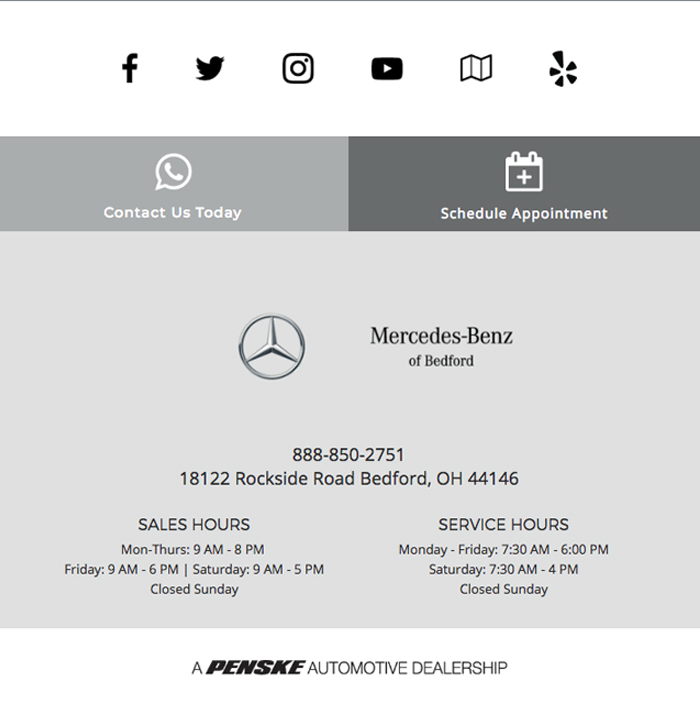 Contact Us Today
Schedule Appointment
Mercedes-Benz
of Bedford
888-850-2751
18122 Rockside Road Bedford, OH 44146
SALES HOURS
Mon-Thurs: 9 AM - 8 PM
Friday: 9 AM - 6 PM | Saturday: 9 AM - 5 PM
Closed Sunday
SERVICE HOURS
Monday - Friday: 7:30 AM - 6:00 PM
Saturday: 7:30 AM - 4 PM
Closed Sunday
A PENSKE AUTOMOTIVE DEALERSHIP